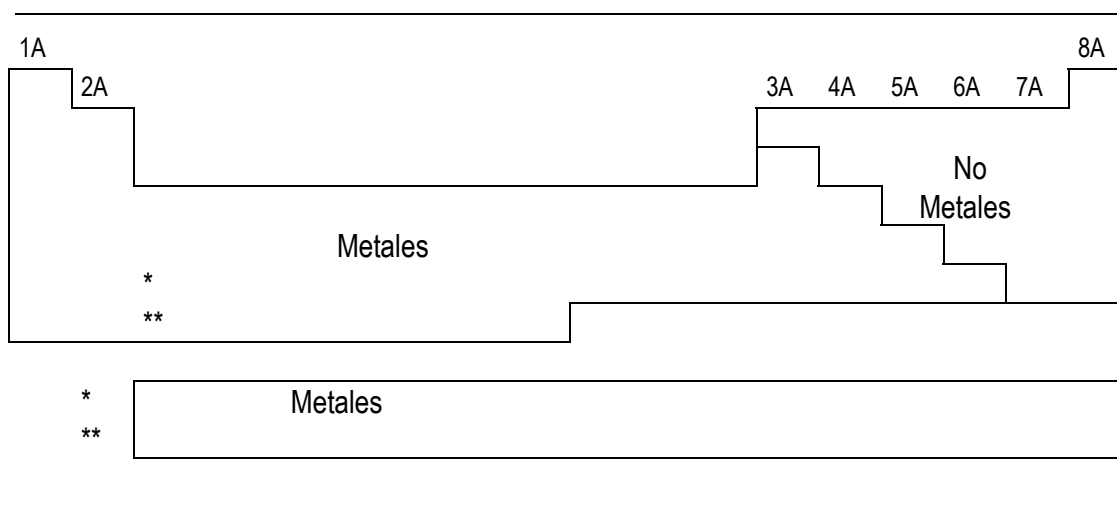 1A 8A
2A 3A 4A 5A 6A 7A
No
Metales
Metales
*
**
* Metales
**